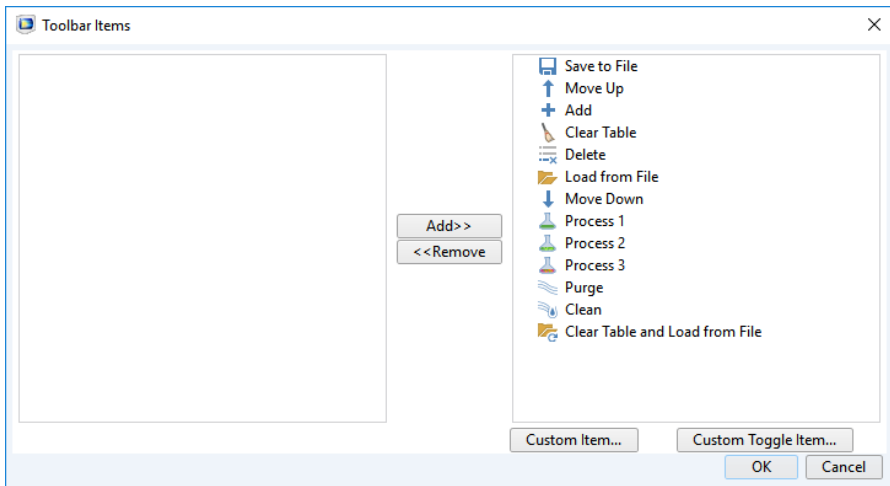 Toolbar Items
Save to File
Move Up
Add
Clear Table
Delete
Load from File
Move Down
Process 1
Process 2
Process 3
Purge
Clean
Clear Table and Load from File
Add>>
<<Remove
Custom Item...
Custom Toggle Item...
OK
Cancel